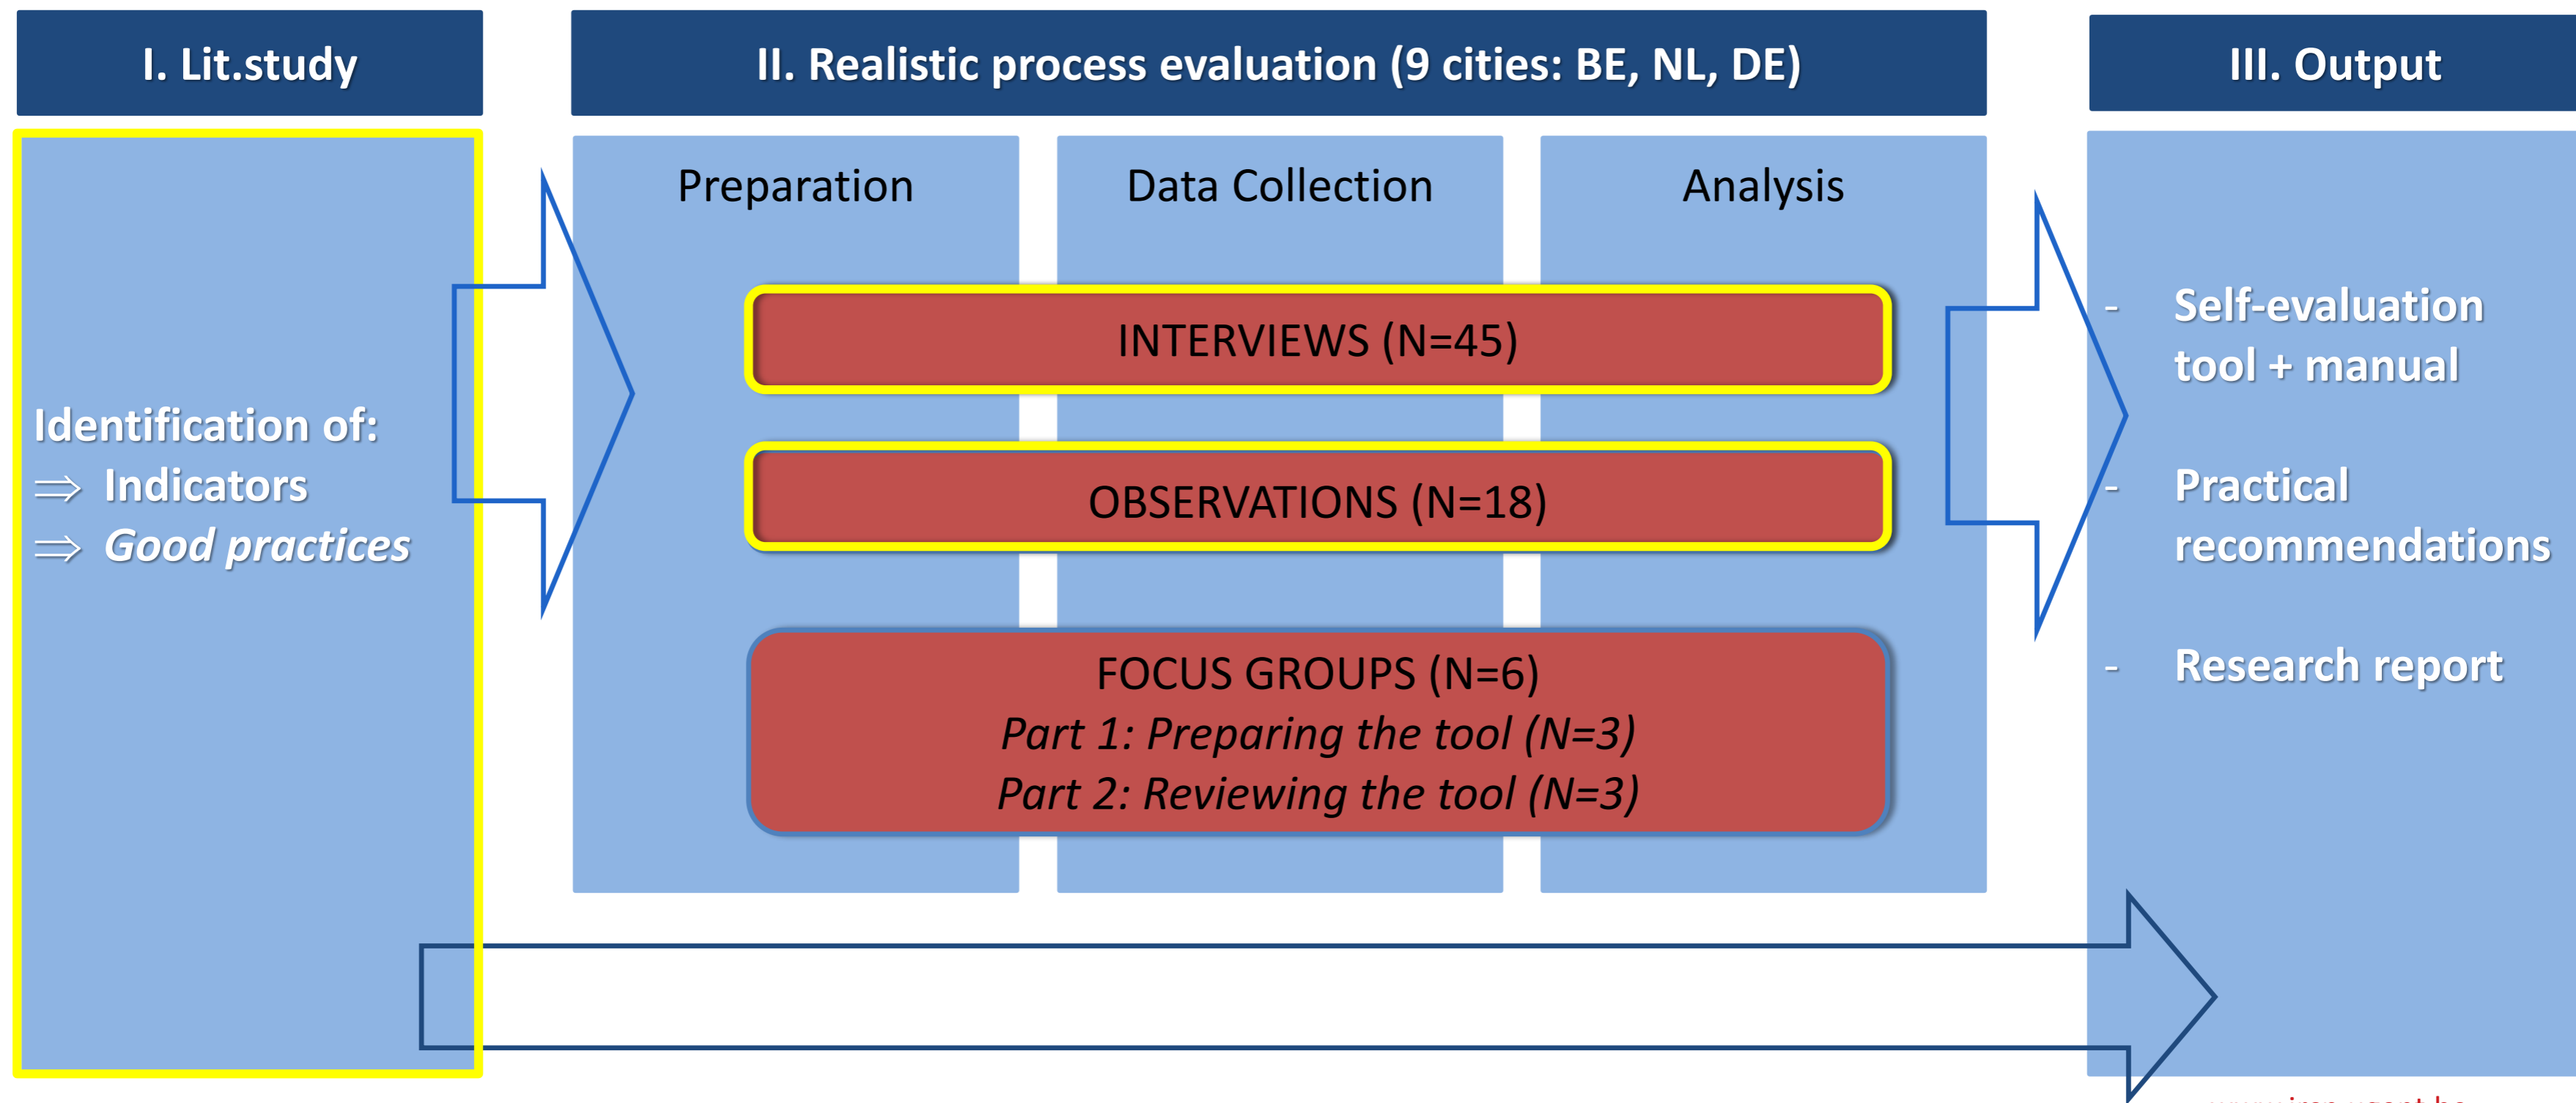 I. Lit.study
II. Realistic process evaluation (9 cities: BE, NL, DE)
III. Output
Identification of:
⇒ Indicators
⇒ Good practices
Preparation
Data Collection
Analysis
INTERVIEWS (N=45)
OBSERVATIONS (N=18)
FOCUS GROUPS (N=6)
Part 1: Preparing the tool (N=3)
Part 2: Reviewing the tool (N=3)
- Self-evaluation
tool + manual
- Practical
recommendations
- Research report